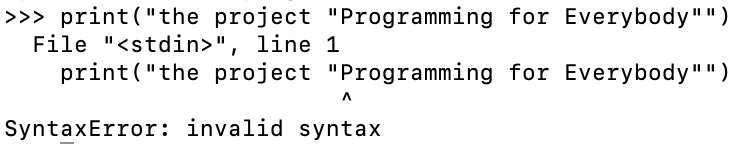 >>> print("the project "Programming for Everybody"")
  File "<stdin>", line 1
    print("the project "Programming for Everybody"")
                        ^
SyntaxError: invalid syntax